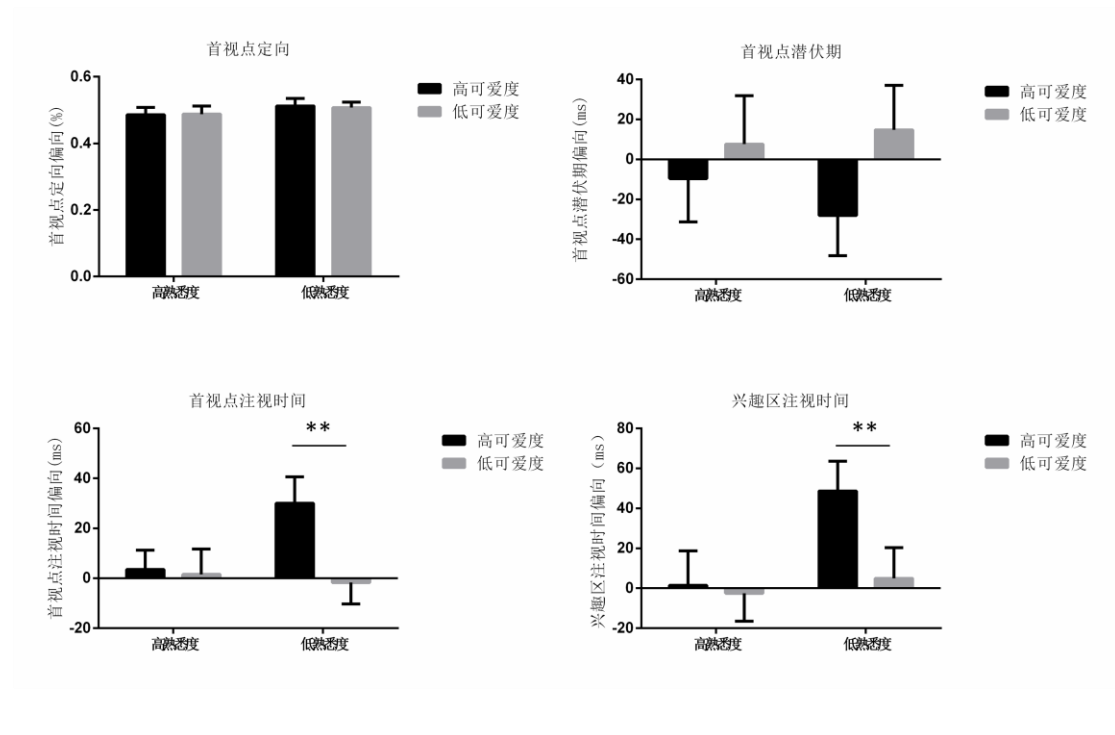 首视点定向
首视点定向偏向(%)
0.6
0.4
0.2
0.0
高熟悉度
低熟悉度
高可爱度
低可爱度
首视点潜伏期
首视点潜伏期偏向(ms)
40
20
0
-20
-40
-60
高熟悉度
低熟悉度
高可爱度
低可爱度
首视点注视时间
首视点注视时间偏向(ms)
60
40
20
0
-20
**
高熟悉度
低熟悉度
高可爱度
低可爱度
兴趣区注视时间
兴趣区注视时间偏向（ms）
80
60
40
20
0
-20
**
高熟悉度
低熟悉度
高可爱度
低可爱度